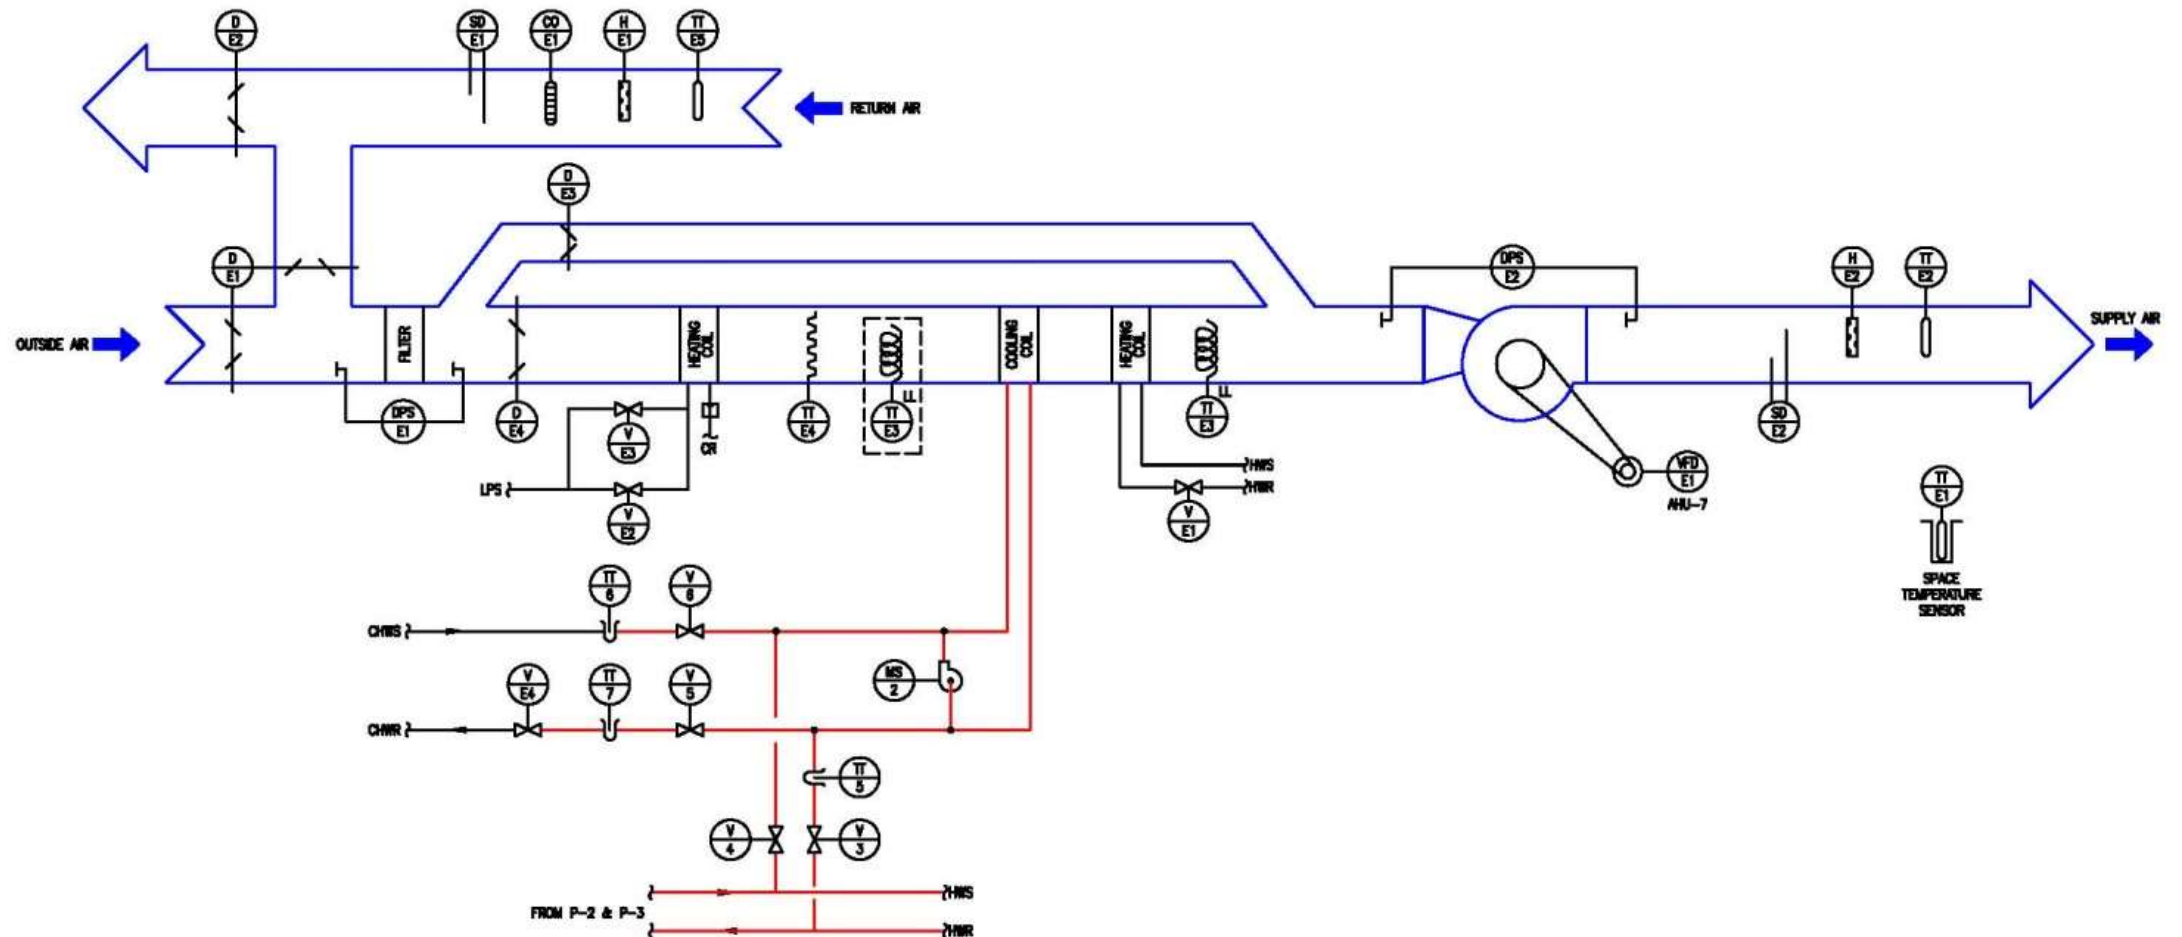 D
E2
SD
E1
CO
E1
H
E1
TT
E5
RETURN AIR
D
E3
D
E1
DPS
E2
H
E2
TT
E2
OUTSIDE AIR
FILTER
HEATING
COIL
COOLING
COIL
HEATING
COIL
SUPPLY AIR
DPS
E1
D
E4
V
E3
TT
E4
TT
E3
LL
TT
E3
LL
SD
E2
LPS
V
E2
HWS
HWR
V
E1
VFD
E1
AHU-7
TT
E1
SPACE
TEMPERATURE
SENSOR
TT
6
V
6
CHWS
V
E4
TT
7
V
5
MS
2
CHWR
TT
5
V
4
V
3
HWS
FROM P-2 & P-3
HWR